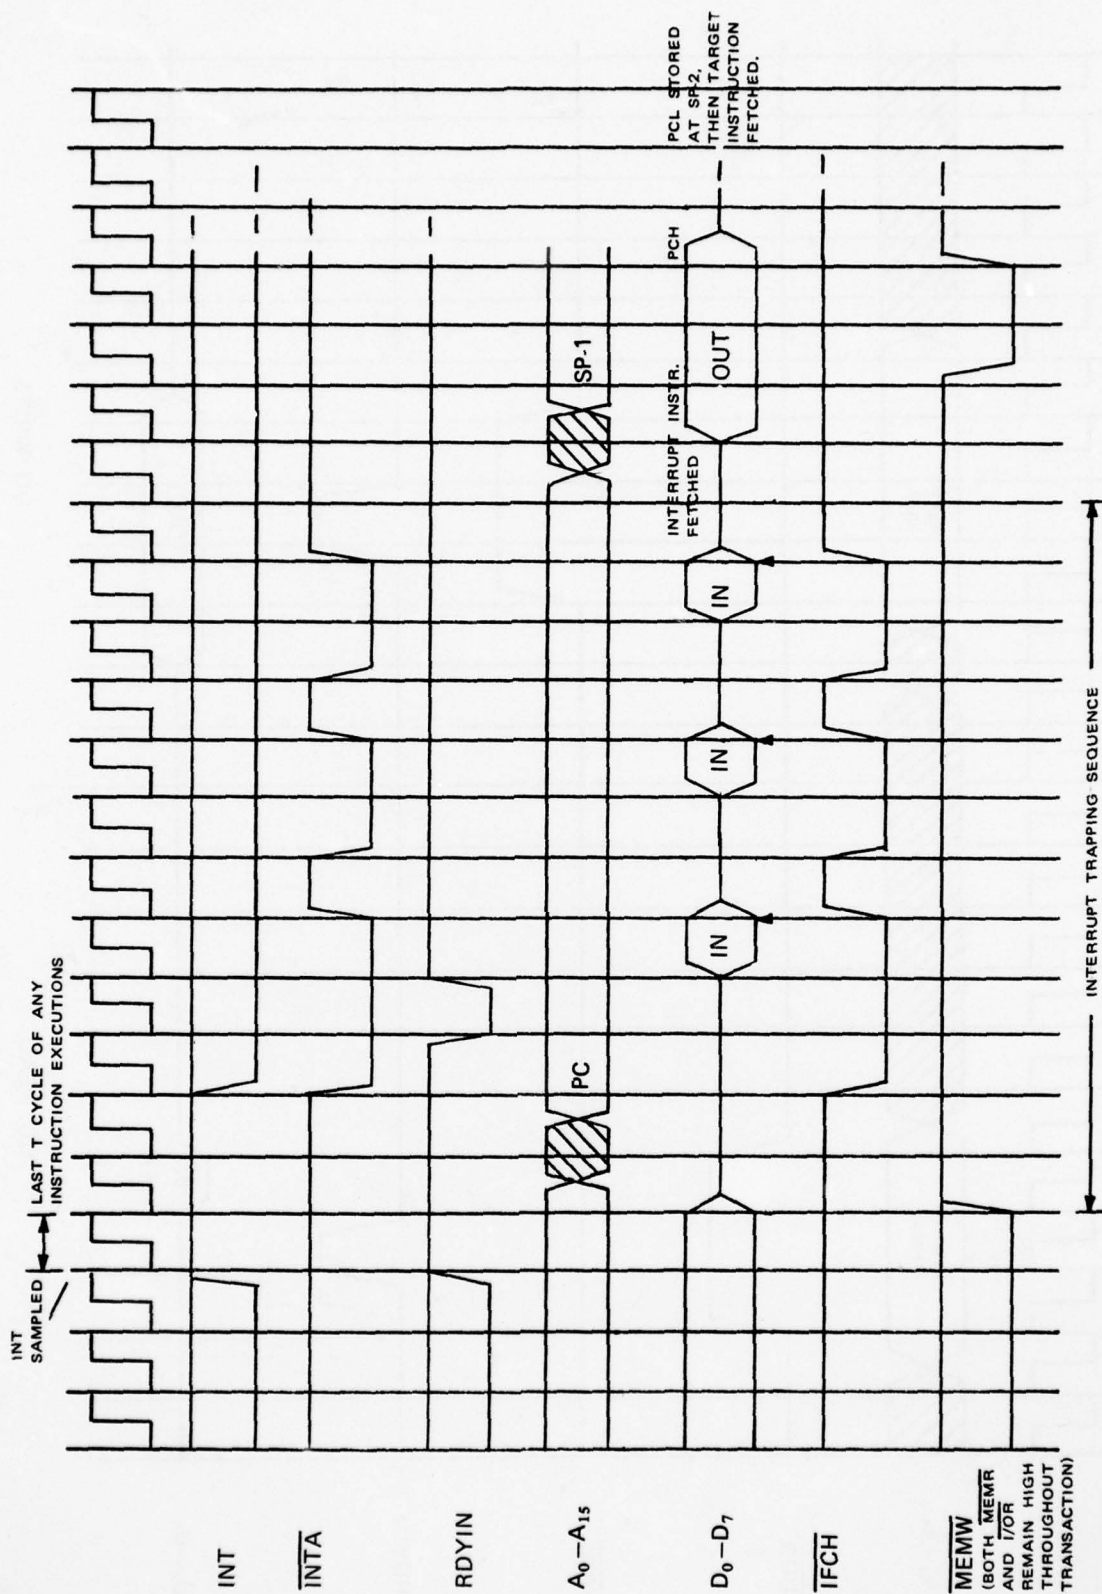 INT
SAMPLED
LAST T CYCLE OF ANY
INSTRUCTION EXECUTIONS
INT
INTA
RDYIN
A0–A15
PC
SP-1
D0–D7
IN
IN
IN
INTERRUPT INSTR.
FETCHED
OUT
PCH
PCL STORED
AT SP-2,
THEN TARGET
INSTRUCTION
FETCHED.
IFCH
MEMW
(BOTH MEMR
AND I/OR
REMAIN HIGH
THROUGHOUT
TRANSACTION)
INTERRUPT TRAPPING SEQUENCE